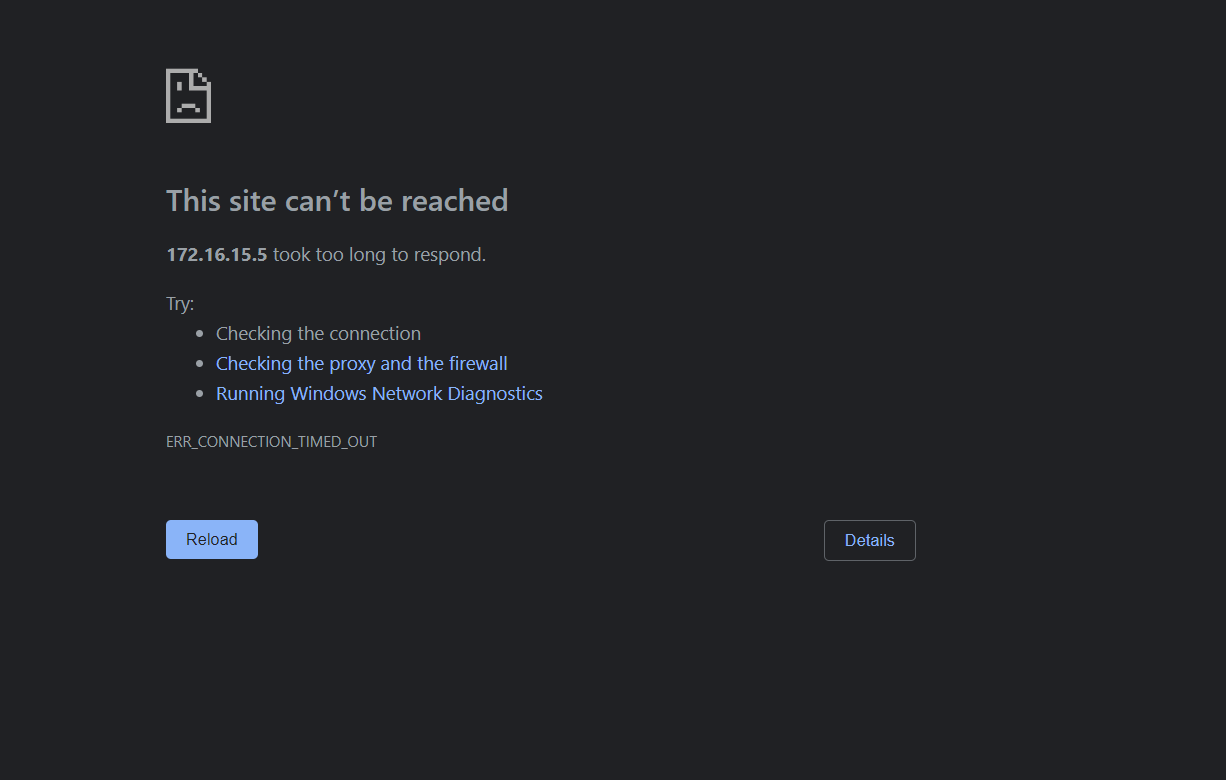 This site can’t be reached
172.16.15.5 took too long to respond.
Try:
Checking the connection
Checking the proxy and the firewall
Running Windows Network Diagnostics
ERR_CONNECTION_TIMED_OUT
Reload
Details